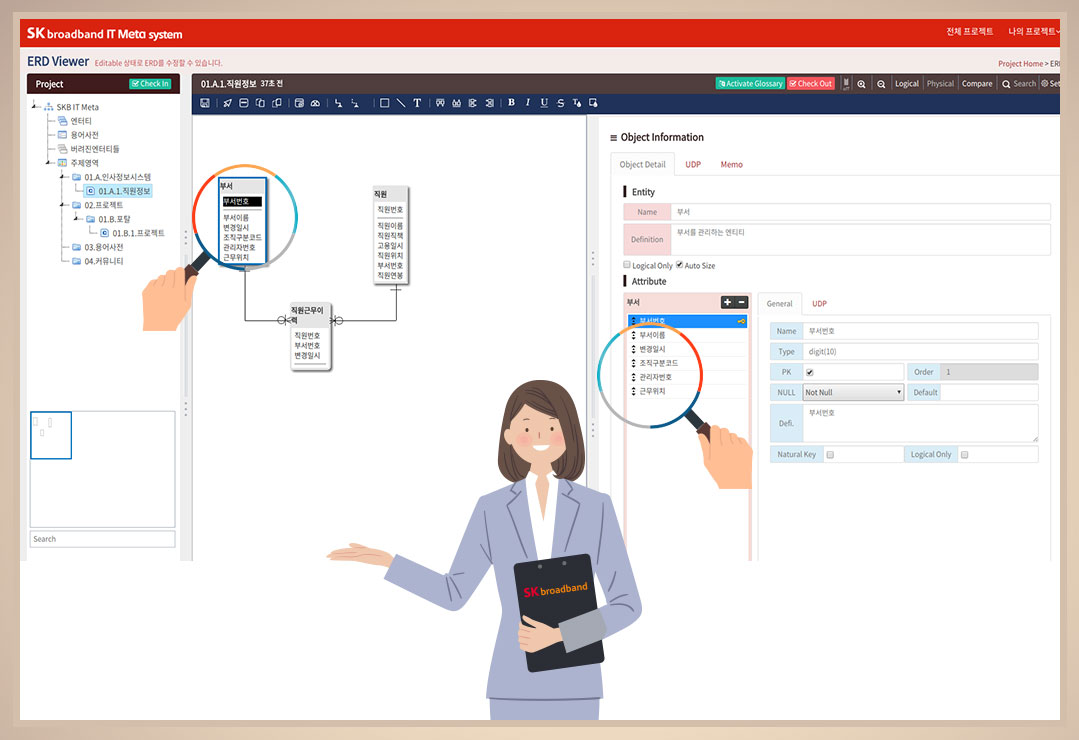 SK broadband IT Meta system
전체 프로젝트 나의 프로젝트
ERD Viewer Editable 상태로 ERD를 수정할 수 있습니다.
Project Home > ER
Project
Check In
SKB IT Meta
엔터티
용어사전
버려진엔터티들
주제영역
01.A.인사정보시스템
01.A.1.직원정보
02.프로젝트
01.B.포탈
01.B.1.프로젝트
03.용어사전
04.커뮤니티
Search
01.A.1.직원정보 37초 전
Activate Glossary Check Out Logical Physical Compare Search Set
B I U S
부서
부서번호
부서이름
변경일시
조직구분코드
관리자번호
근무위치
직원
직원번호
직원이름
직원직책
고용일시
직원위치
부서번호
직원연봉
직원근무이
력
직원번호
부서번호
변경일시
Object Information
Object Detail UDP Memo
Entity
Name 부서
Definition 부서를 관리하는 엔티티
Logical Only Auto Size
Attribute
부서
부서번호
부서이름
변경일시
조직구분코드
관리자번호
근무위치
General UDP
Name 부서번호
Type digit(10)
PK Order 1
NULL Not Null Default
Defi. 부서번호
Natural Key Logical Only
SK broadband